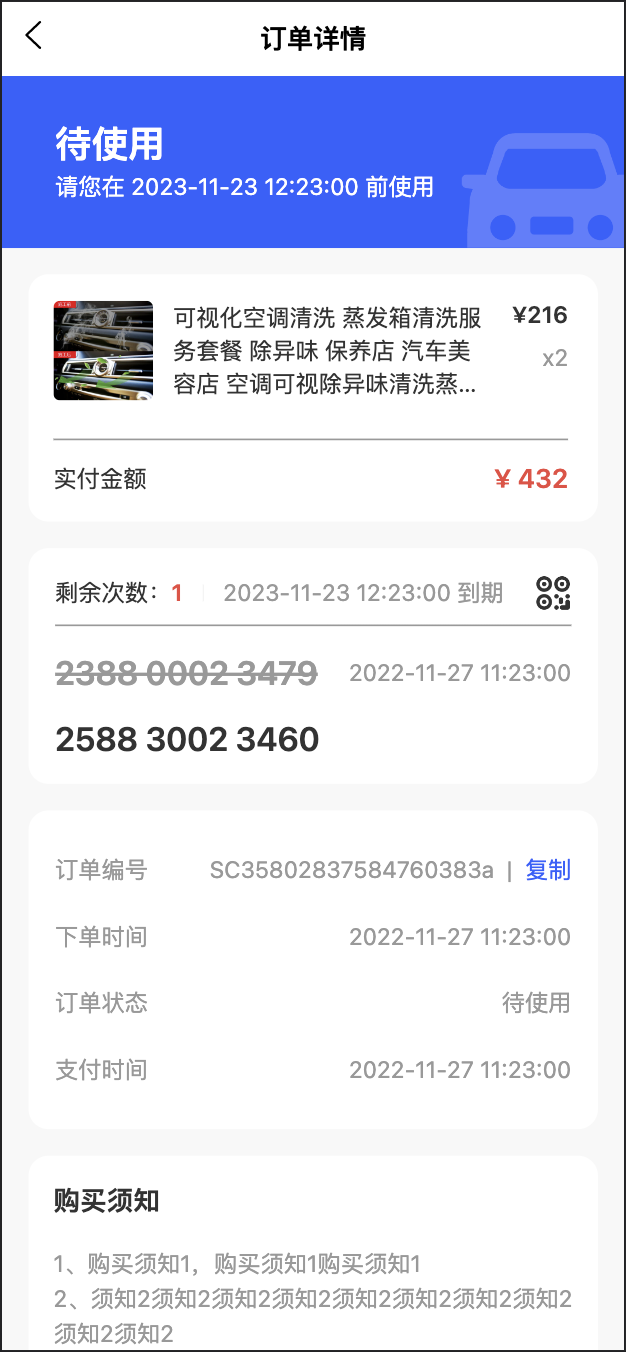 订单详情
待使用
请您在 2023-11-23 12:23:00 前使用
可视化空调清洗 蒸发箱清洗服
¥216
务套餐 除异味 保养店 汽车美
x2
容店 空调可视除异味清洗蒸...
实付金额
¥ 432
剩余次数：1
2023-11-23 12:23:00 到期
2388 0002 3479
2022-11-27 11:23:00
2588 3002 3460
订单编号
SC35802837584760383a | 复制
下单时间
2022-11-27 11:23:00
订单状态
待使用
支付时间
2022-11-27 11:23:00
购买须知
1、购买须知1，购买须知1购买须知1
2、须知2须知2须知2须知2须知2须知2须知2须知2
须知2须知2